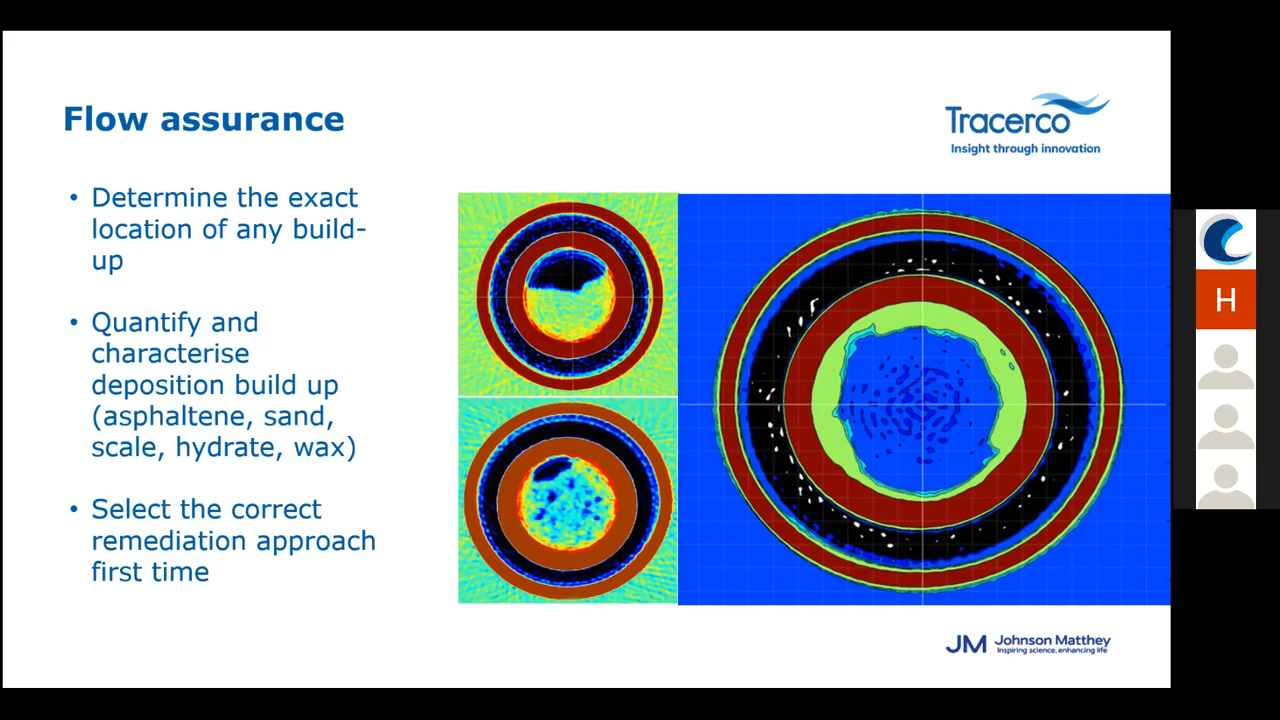 Flow assurance
Tracerco
Insight through innovation
• Determine the exact
location of any build-
up
• Quantify and
characterise
deposition build up
(asphaltene, sand,
scale, hydrate, wax)
• Select the correct
remediation approach
first time
H
JM Johnson Matthey
Inspiring science, enhancing life